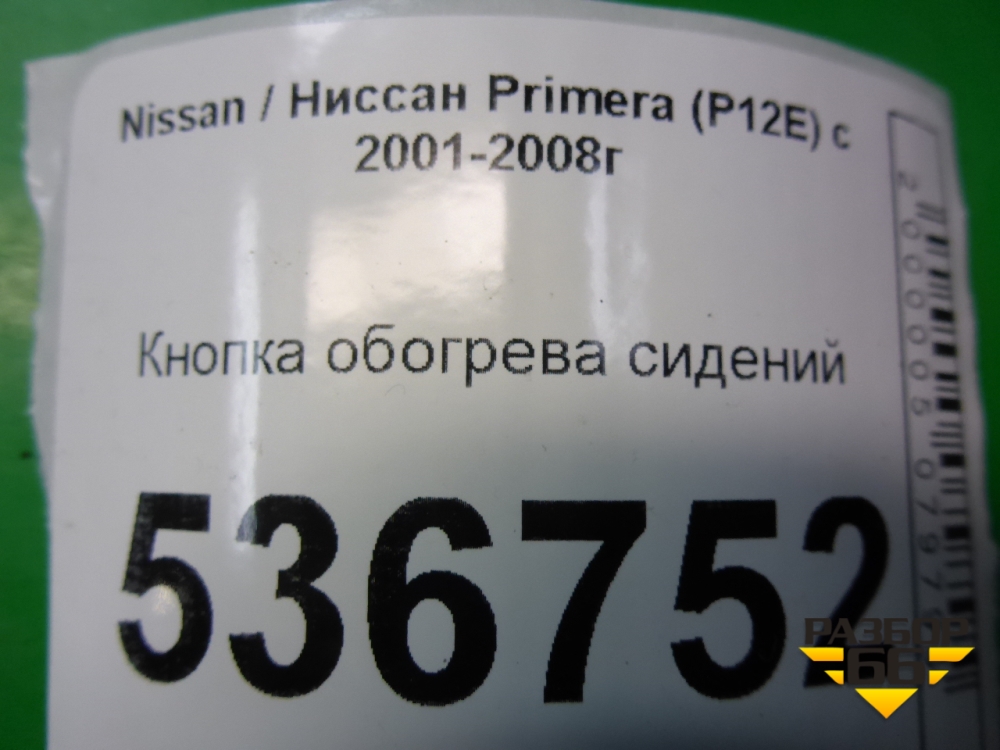 Nissan / Ниссан Primera (P12E) с
2001-2008г
Кнопка обогрева сидений
536752
РАЗБОР
66